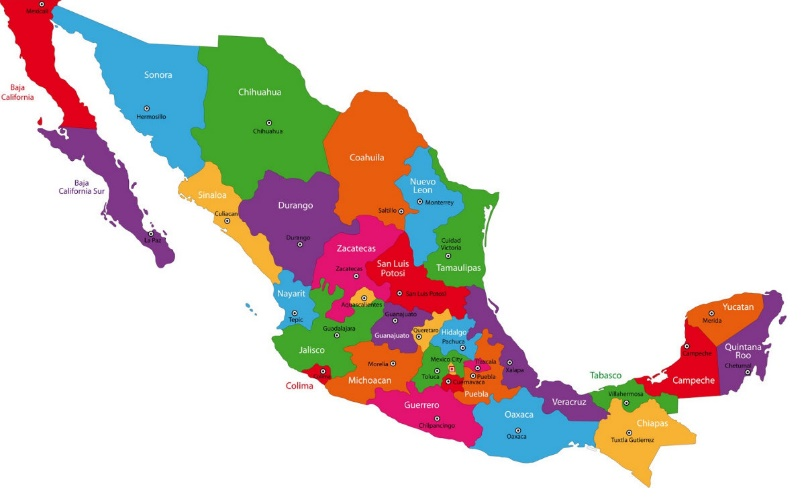 Mexicali
Sonora
Hermosillo
Baja
California
Chihuahua
Chihuahua
Baja
California Sur
La Paz
Coahuila
Saltillo
Nuevo
Leon
Monterrey
Sinaloa
Culiacan
Durango
Durango
Cuidad
Victoria
Tamaulipas
Zacatecas
Zacatecas
San Luis
Potosi
San Luis Potosi
Nayarit
Tepic
Aguascalientes
Guanajuato
Guanajuato
Queretaro
Hidalgo
Pachuca
Guadalajara
Jalisco
Colima
Morelia
Michoacan
Mexico City
Toluca
Tlaxcala
Puebla
Cuernavaca
Puebla
Xalapa
Veracruz
Guerrero
Chilpancingo
Oaxaca
Oaxaca
Tabasco
Villahermosa
Chiapas
Tuxtla Gutierrez
Campeche
Campeche
Yucatan
Merida
Quintana
Roo
Chetumal